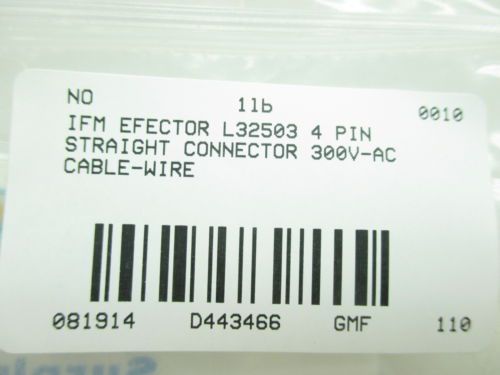 NO 1lb 0010
IFM EFECTOR L32503 4 PIN
STRAIGHT CONNECTOR 300V-AC
CABLE-WIRE
081914 D443466 GMF 110